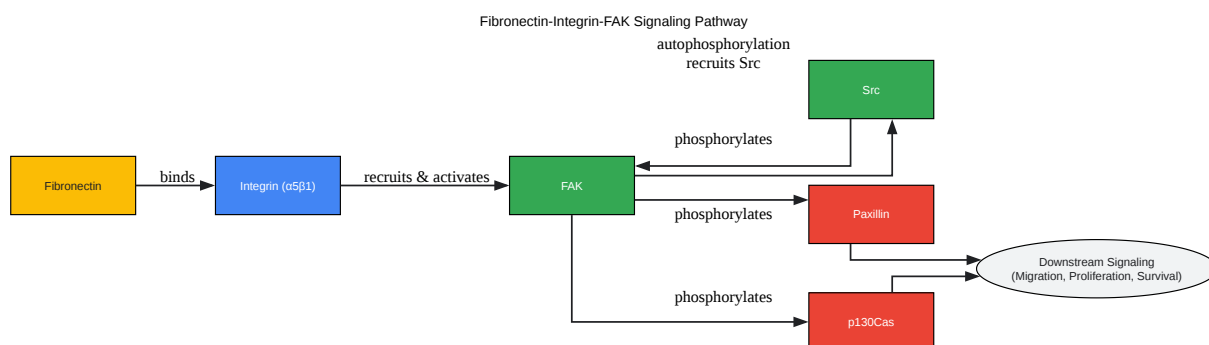 Fibronectin-Integrin-FAK Signaling Pathway
autophosphorylation
recruits Src
Src
phosphorylates
Fibronectin
binds
Integrin (α5β1)
recruits & activates
FAK
phosphorylates
Paxillin
Downstream Signaling
(Migration, Proliferation, Survival)
phosphorylates
p130Cas